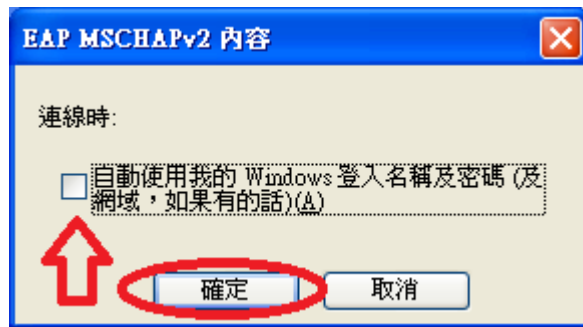 EAP MSCHAPv2 內容
連線時:
自動使用我的 Windows 登入名稱及密碼 (及
網域，如果有的話)(A)
確定 取消